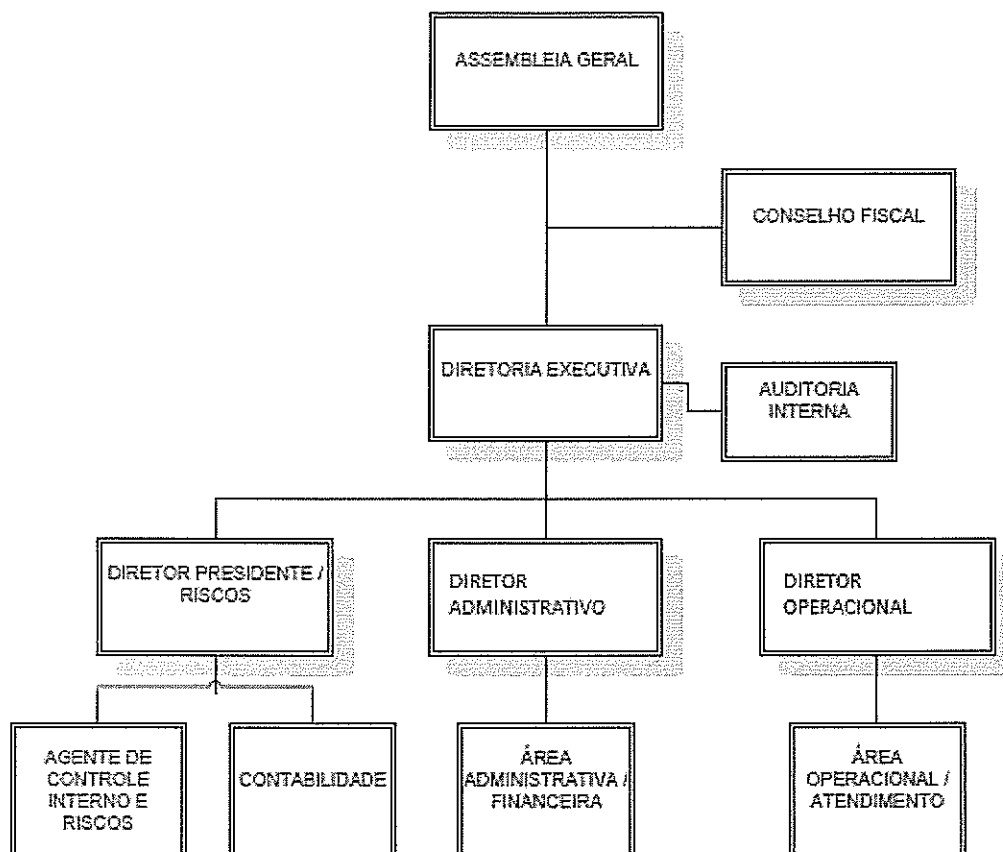 ASSEMBLEIA GERAL
CONSELHO FISCAL
DIRETORIA EXECUTIVA
AUDITORIA
INTERNA
DIRETOR PRESIDENTE /
RISCOS
DIRETOR
ADMINISTRATIVO
DIRETOR
OPERACIONAL
AGENTE DE
CONTROLE
INTERNO E
RISCOS
CONTABILIDADE
ÁREA
ADMINISTRATIVA /
FINANCEIRA
ÁREA
OPERACIONAL /
ATENDIMENTO